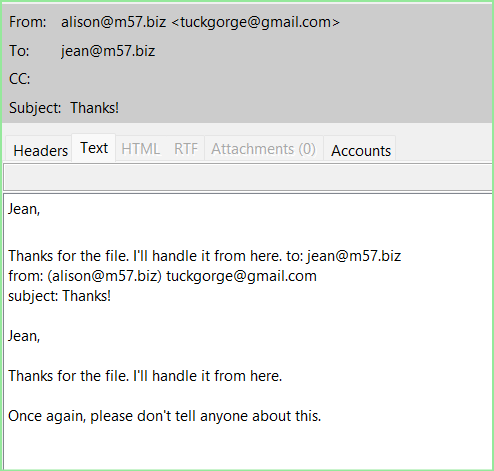 From: alison@m57.biz <tuckgorge@gmail.com>
To: jean@m57.biz
CC:
Subject: Thanks!
Headers Text HTML RTF Attachments (0) Accounts
Jean,
Thanks for the file. I'll handle it from here. to: jean@m57.biz
from: (alison@m57.biz) tuckgorge@gmail.com
subject: Thanks!
Jean,
Thanks for the file. I'll handle it from here.
Once again, please don't tell anyone about this.